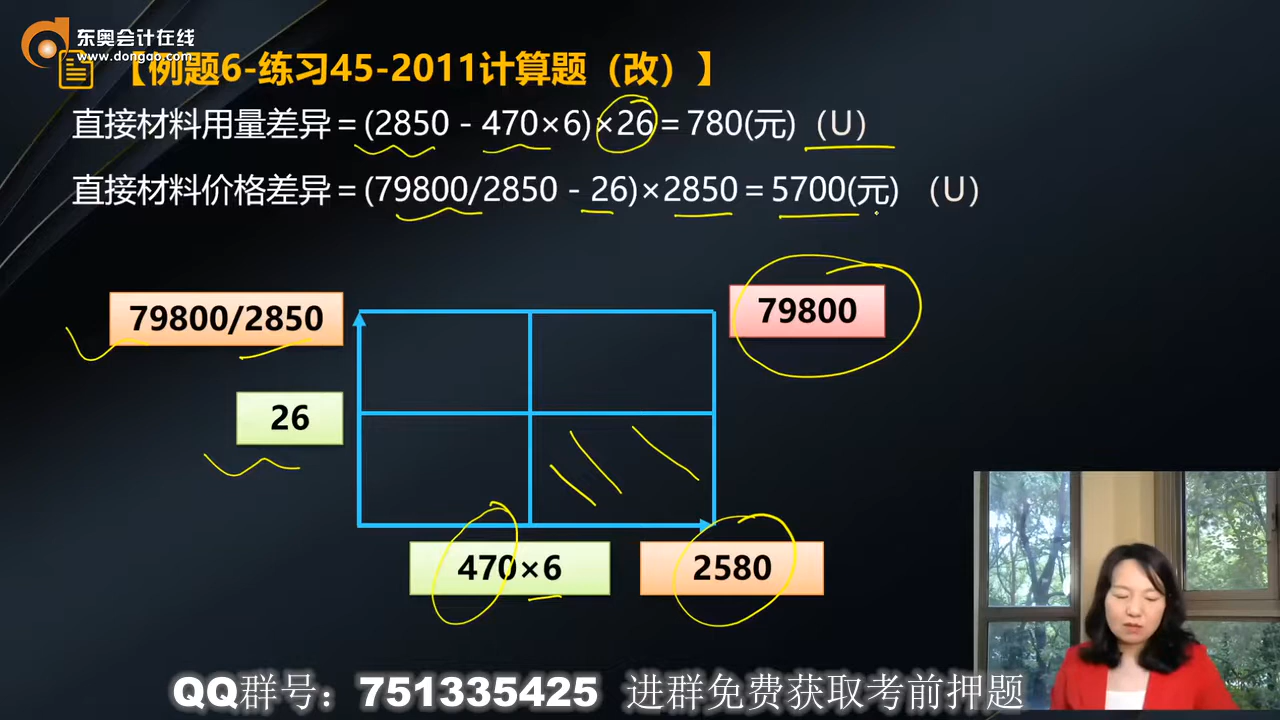 东奥会计在线
www.dongao.com
【例题6-练习45-2011计算题（改）】
直接材料用量差异＝(2850 - 470×6)×26＝780(元)（U）
直接材料价格差异＝(79800/2850 - 26)×2850＝5700(元)（U）
79800/2850
79800
26
470×6
2580
QQ群号：751335425 进群免费获取考前押题